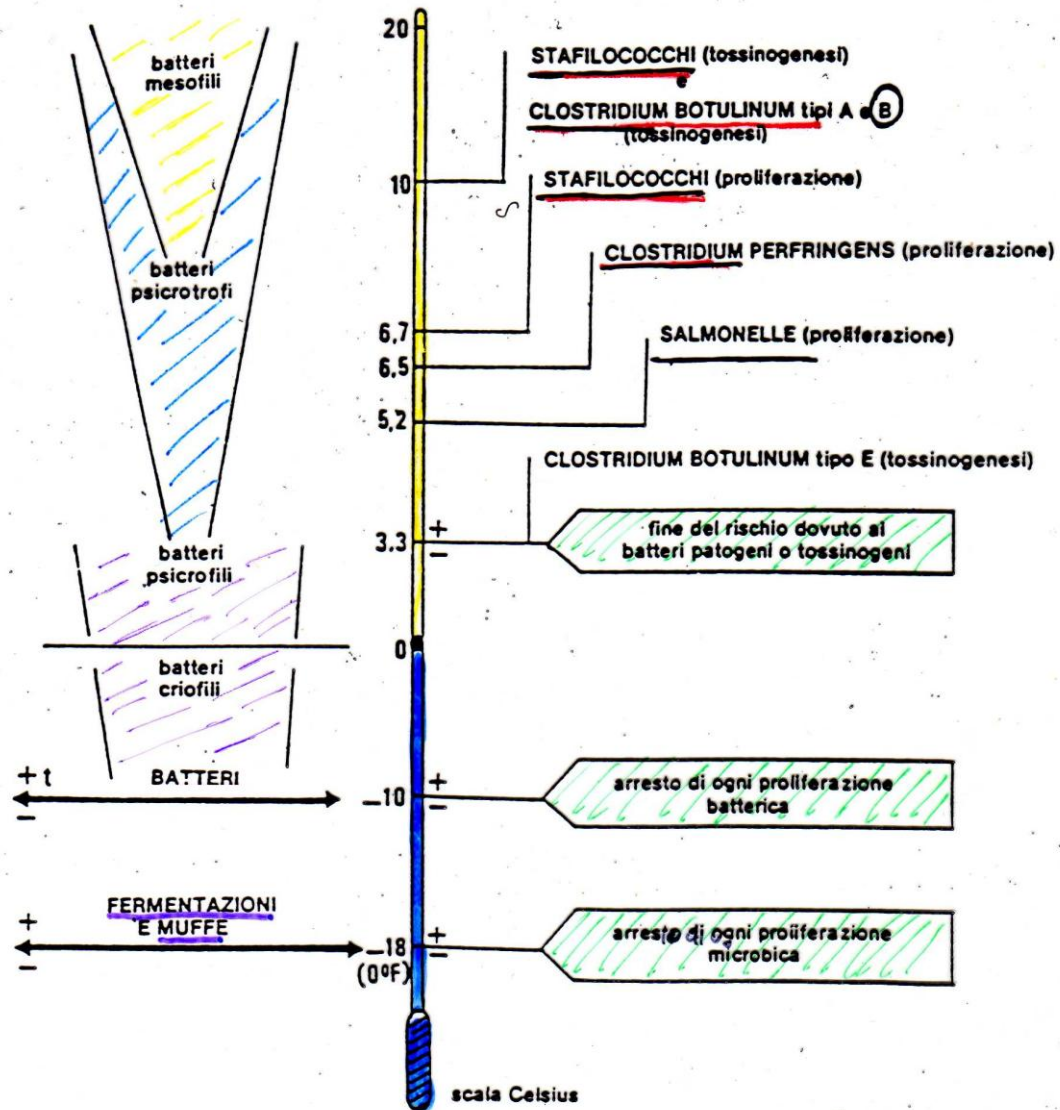 20
batteri
mesofili
STAFILOCOCCHI (tossinogenesi)
e
CLOSTRIDIUM BOTULINUM tipi A e B
(tossinogenesi)
10
STAFILOCOCCHI (proliferazione)
batteri
psicrotrofi
CLOSTRIDIUM PERFRINGENS (proliferazione)
6,7
SALMONELLE (proliferazione)
6,5
5,2
CLOSTRIDIUM BOTULINUM tipo E (tossinogenesi)
3,3
+
−
fine del rischio dovuto ai
batteri patogeni o tossinogeni
batteri
psicrofili
0
batteri
criofili
+ t
−
BATTERI
−10
+
−
arresto di ogni proliferazione
batterica
FERMENTAZIONI
E MUFFE
+
−
−18
(0°F)
+
−
arresto di ogni proliferazione
microbica
scala Celsius